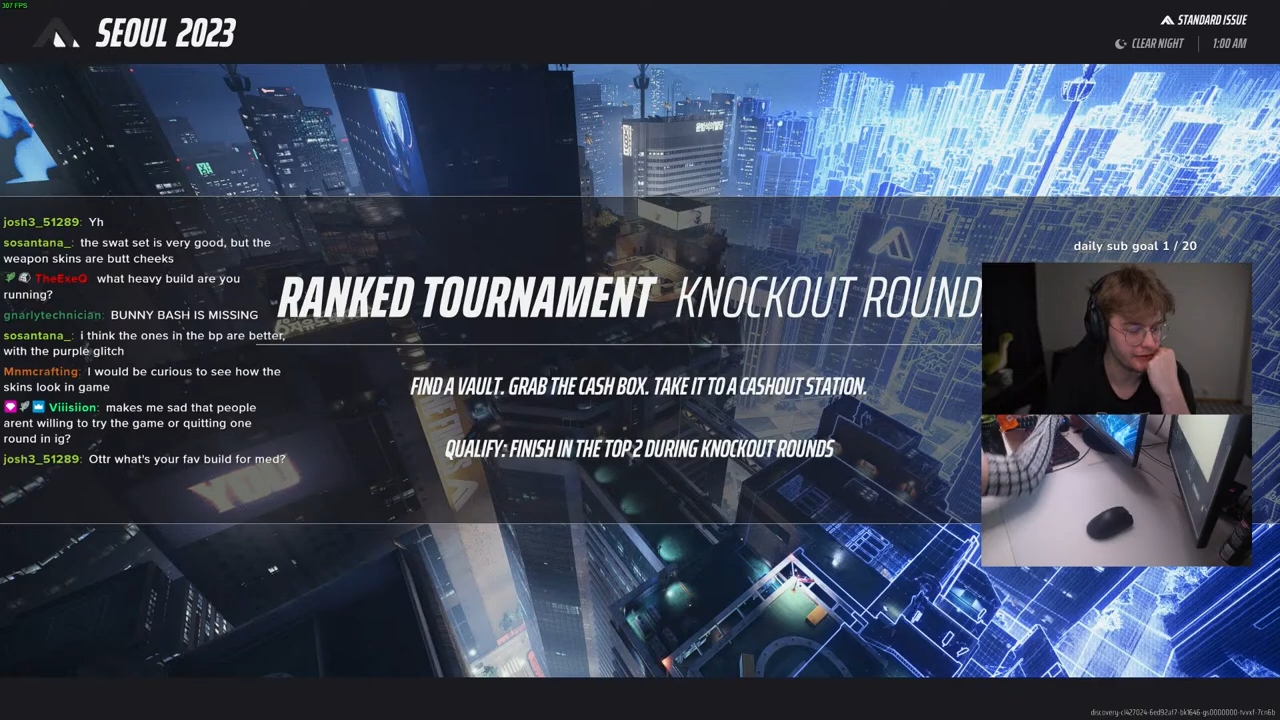 307 FPS
SEOUL 2023
STANDARD ISSUE
CLEAR NIGHT
1:00 AM
josh3_51289: Yh
sosantana_: the swat set is very good, but the
weapon skins are butt cheeks
TheExeQ what heavy build are you
running?
gnarlytechnician: BUNNY BASH IS MISSING
sosantana_: i think the ones in the bp are better,
with the purple glitch
Mnmcrafting: I would be curious to see how the
skins look in game
Viiision: makes me sad that people
arent willing to try the game or quitting one
round in ig?
josh3_51289: Ottr what's your fav build for med?
RANKED TOURNAMENT KNOCKOUT ROUND
FIND A VAULT. GRAB THE CASH BOX. TAKE IT TO A CASHOUT STATION.
QUALIFY: FINISH IN THE TOP 2 DURING KNOCKOUT ROUNDS
daily sub goal 1 / 20
YOU